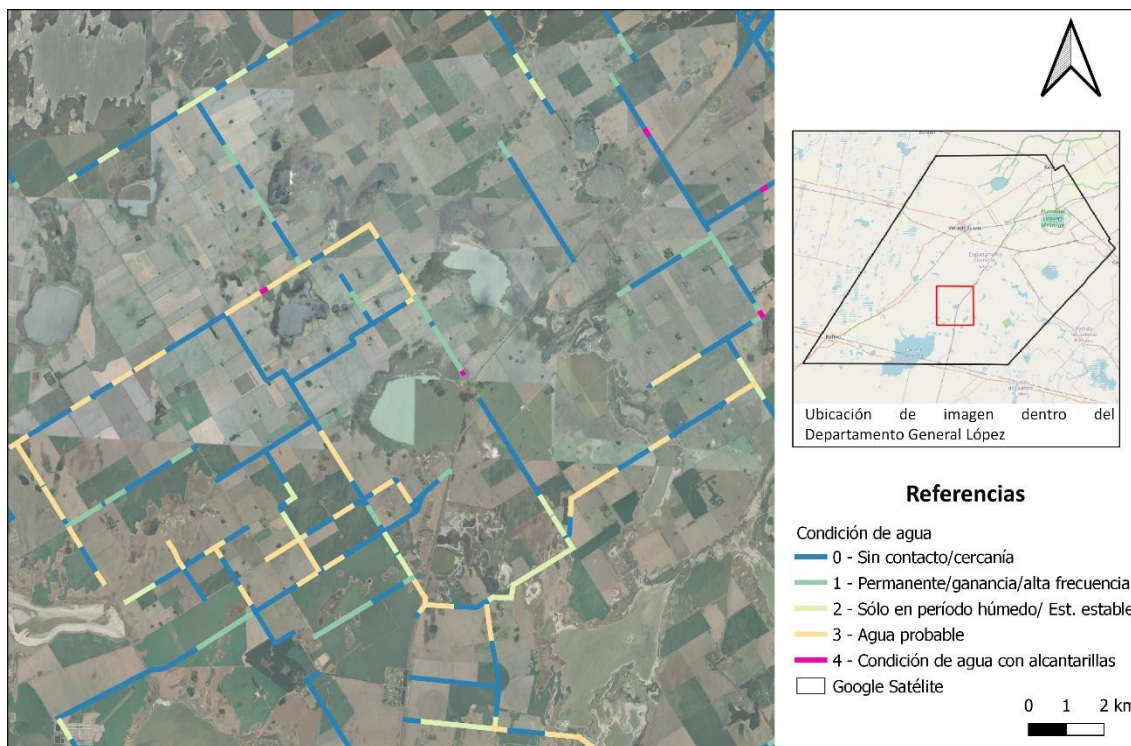 Ubicación de imagen dentro del
Departamento General López
Referencias
Condición de agua
0 - Sin contacto/cercanía
1 - Permanente/ganancia/alta frecuencia
2 - Sólo en período húmedo/ Est. estable
3 - Agua probable
4 - Condición de agua con alcantarillas
Google Satélite
0 1 2 km